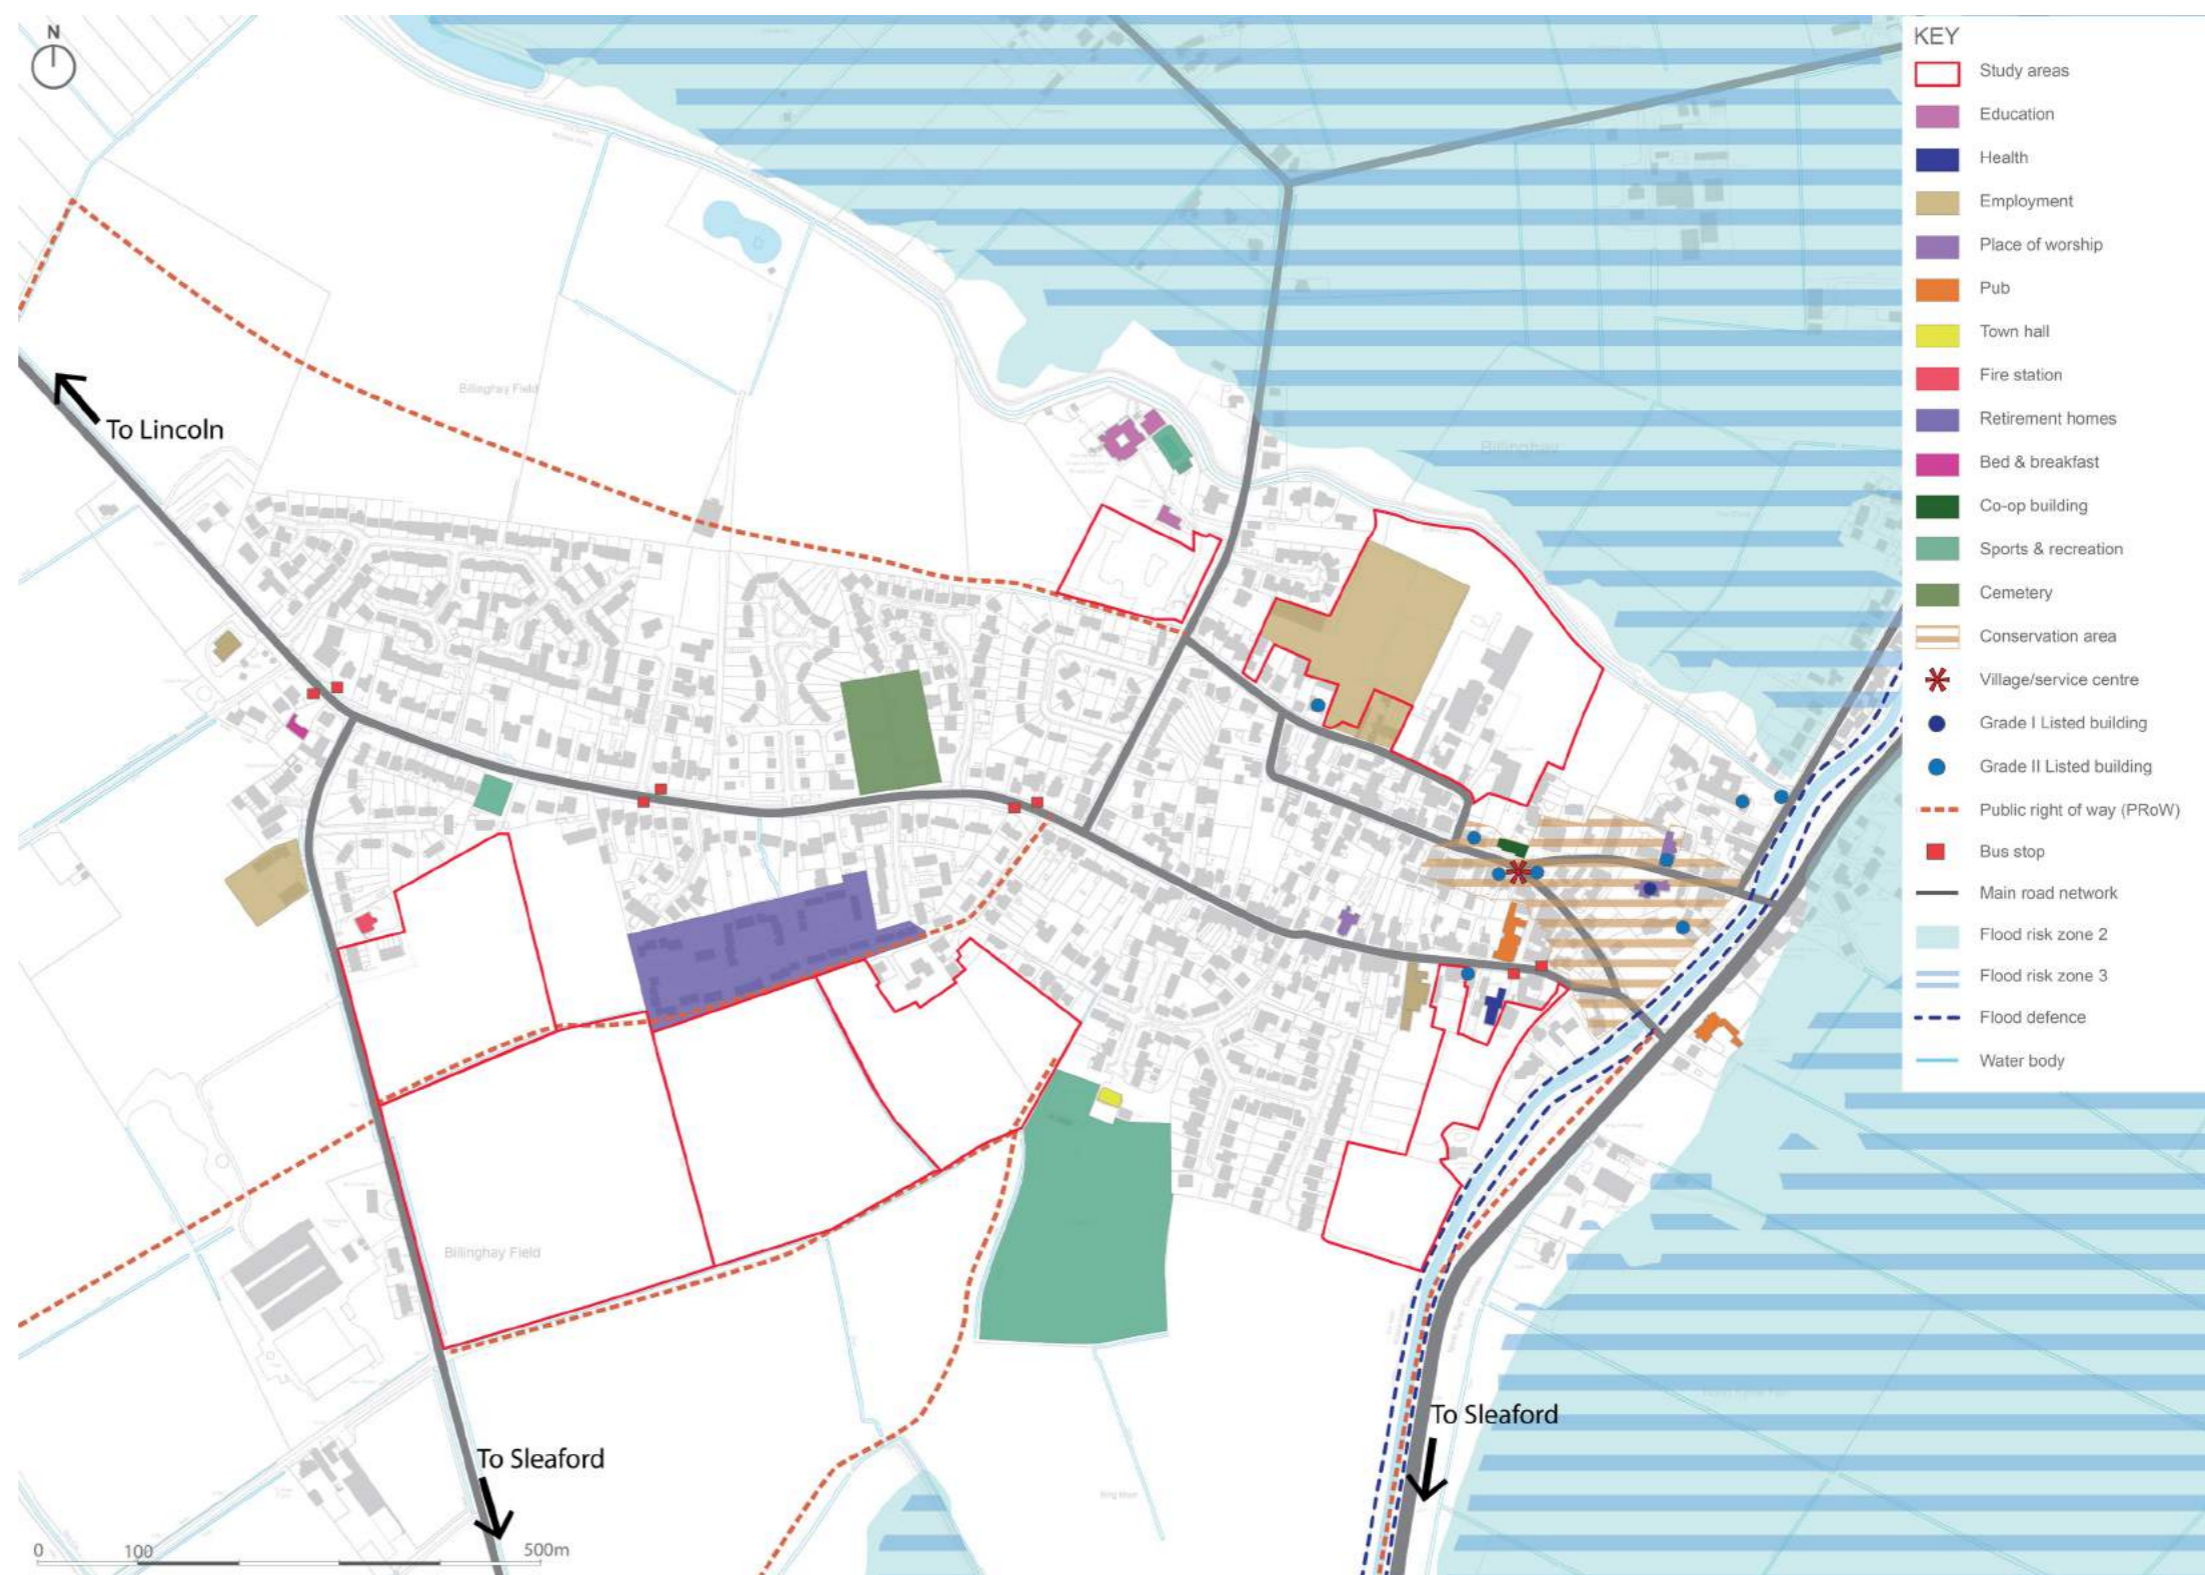 N
To Lincoln
Billinghay Field
Billinghay
Billinghay Field
To Sleaford
To Sleaford
0 100 500m
KEY
Study areas
Education
Health
Employment
Place of worship
Pub
Town hall
Fire station
Retirement homes
Bed & breakfast
Co-op building
Sports & recreation
Cemetery
Conservation area
Village/service centre
Grade I Listed building
Grade II Listed building
Public right of way (PRoW)
Bus stop
Main road network
Flood risk zone 2
Flood risk zone 3
Flood defence
Water body